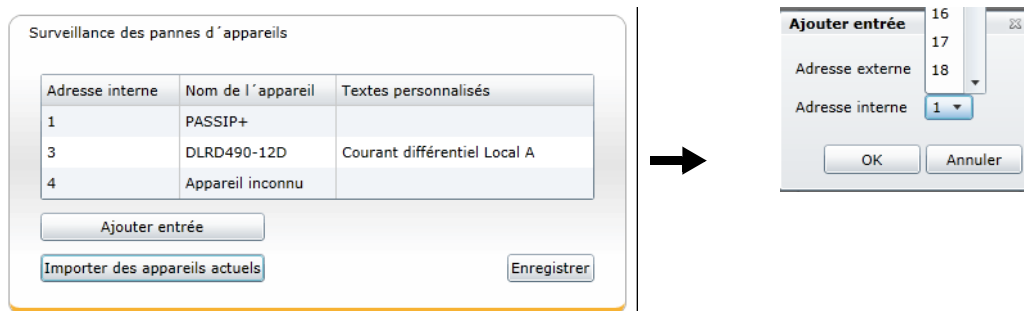 Surveillance des pannes d´appareils
Adresse interne Nom de l´appareil Textes personnalisés
1 PASSIP+
3 DLRD490-12D Courant différentiel Local A
4 Appareil inconnu
Ajouter entrée
Importer des appareils actuels Enregistrer
Ajouter entrée 16
17
Adresse externe 18
Adresse interne 1
OK Annuler